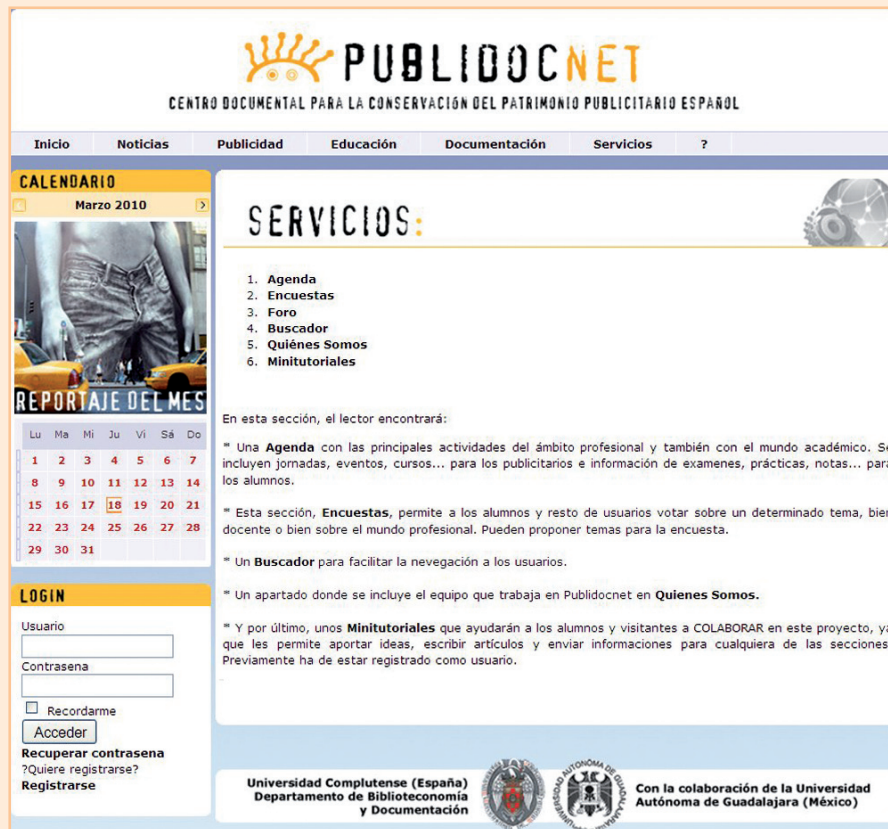 PUBLIDOCNET
CENTRO DOCUMENTAL PARA LA CONSERVACIÓN DEL PATRIMONIO PUBLICITARIO ESPAÑOL
Inicio Noticias Publicidad Educación Documentación Servicios ?
CALENDARIO
Marzo 2010
REPORTAJE DEL MES
Lu Ma Mi Ju Vi Sá Do
1 2 3 4 5 6 7
8 9 10 11 12 13 14
15 16 17 18 19 20 21
22 23 24 25 26 27 28
29 30 31
LOGIN
Usuario
Contrasena
Recordarme
Acceder
Recuperar contrasena
?Quiere registrarse?
Registrarse
SERVICIOS:
1. Agenda
2. Encuestas
3. Foro
4. Buscador
5. Quiénes Somos
6. Minitutoriales
En esta sección, el lector encontrará:
* Una Agenda con las principales actividades del ámbito profesional y también con el mundo académico. Se
incluyen jornadas, eventos, cursos... para los publicitarios e información de examenes, prácticas, notas... para
los alumnos.
* Esta sección, Encuestas, permite a los alumnos y resto de usuarios votar sobre un determinado tema, bien
docente o bien sobre el mundo profesional. Pueden proponer temas para la encuesta.
* Un Buscador para facilitar la nevegación a los usuarios.
* Un apartado donde se incluye el equipo que trabaja en Publidocnet en Quienes Somos.
* Y por último, unos Minitutoriales que ayudarán a los alumnos y visitantes a COLABORAR en este proyecto, ya
que les permite aportar ideas, escribir artículos y enviar informaciones para cualquiera de las secciones.
Previamente ha de estar registrado como usuario.
Universidad Complutense (España)
Departamento de Biblioteconomía
y Documentación
Con la colaboración de la Universidad
Autónoma de Guadalajara (México)